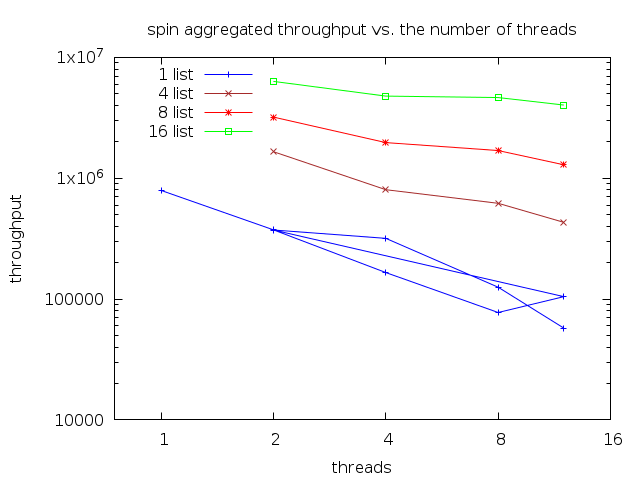 spin aggregated throughput vs. the number of threads
1x10^7
1 list
4 list
8 list
16 list
1x10^6
throughput
100000
10000
1 2 4 8 16
threads